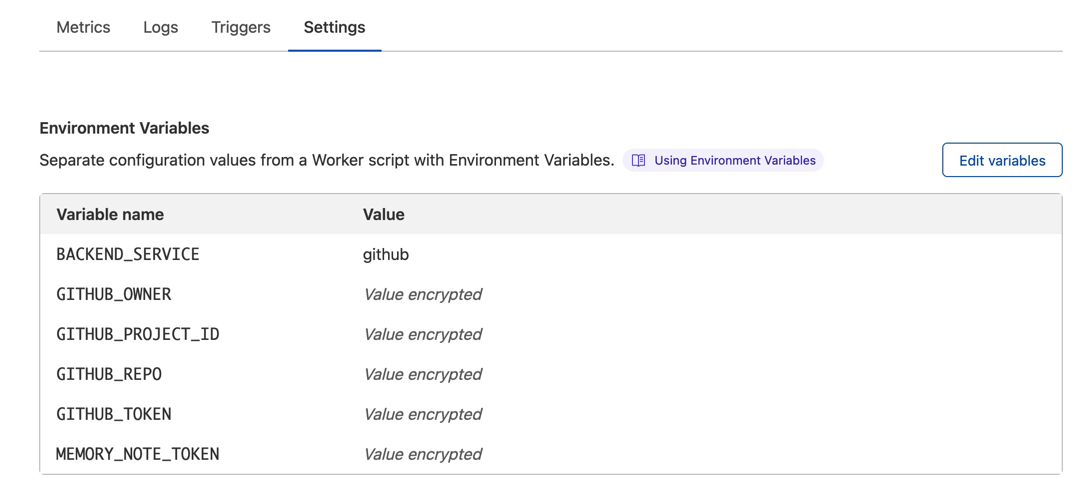 Metrics Logs Triggers Settings
Environment Variables
Separate configuration values from a Worker script with Environment Variables. Using Environment Variables Edit variables
Variable name Value
BACKEND_SERVICE github
GITHUB_OWNER Value encrypted
GITHUB_PROJECT_ID Value encrypted
GITHUB_REPO Value encrypted
GITHUB_TOKEN Value encrypted
MEMORY_NOTE_TOKEN Value encrypted